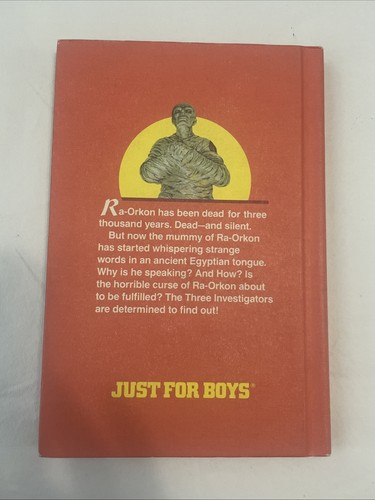 Ra-Orkon has been dead for three
thousand years. Dead—and silent.
But now the mummy of Ra-Orkon
has started whispering strange
words in an ancient Egyptian tongue.
Why is he speaking? And How? Is
the horrible curse of Ra-Orkon about
to be fulfilled? The Three Investigators
are determined to find out!
JUST FOR BOYS®